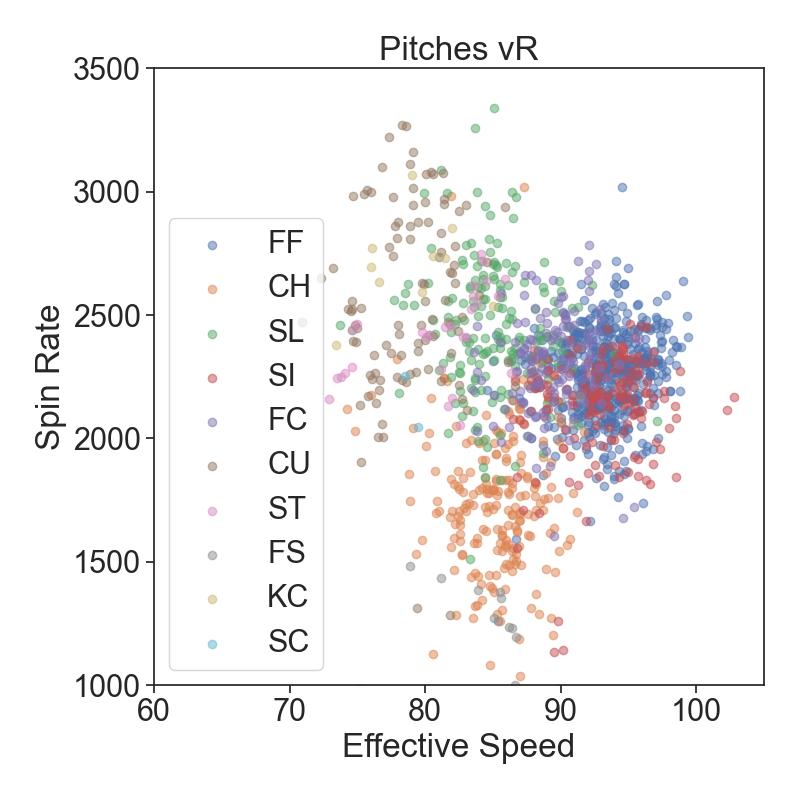 Pitches vR
Spin Rate
3500
3000
2500
2000
1500
1000
FF
CH
SL
SI
FC
CU
ST
FS
KC
SC
60
70
80
90
100
Effective Speed